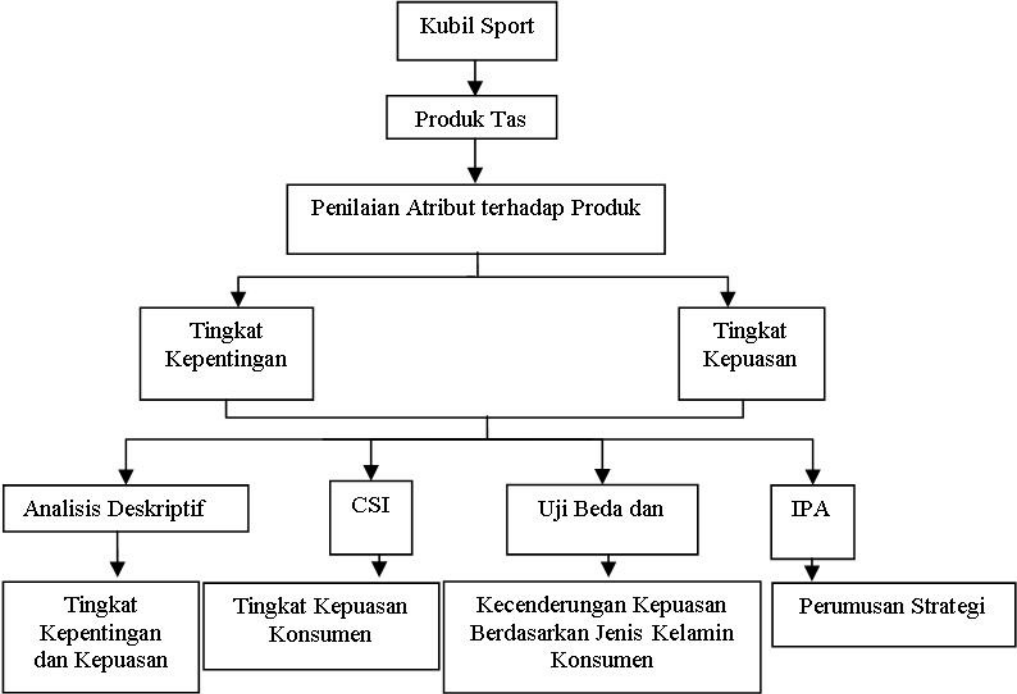 Kubil Sport
Produk Tas
Penilaian Atribut terhadap Produk
Tingkat
Kepentingan
Tingkat
Kepuasan
Analisis Deskriptif
CSI
Uji Beda dan
IPA
Tingkat
Kepentingan
dan Kepuasan
Tingkat Kepuasan
Konsumen
Kecenderungan Kepuasan
Berdasarkan Jenis Kelamin
Konsumen
Perumusan Strategi